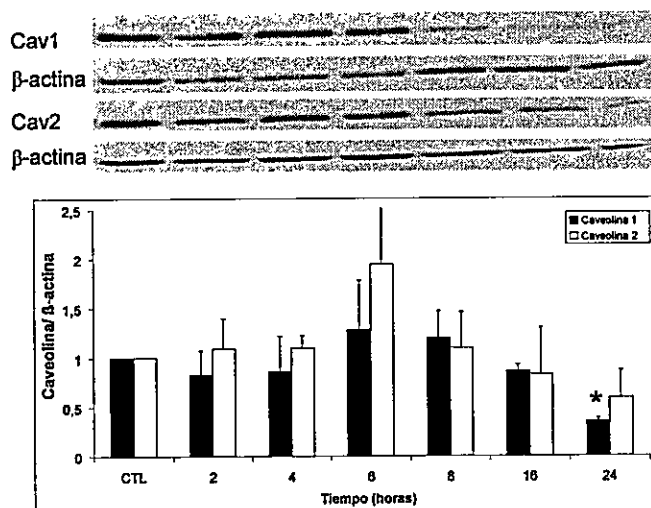 Cav1
β-actina
Cav2
β-actina
2,5
2
1,5
1
0,5
0
Caveolina/ ß-actina
Caveolina 1
Caveolina 2
*
CTL 2 4 6 8 16 24
Tiempo (horas)